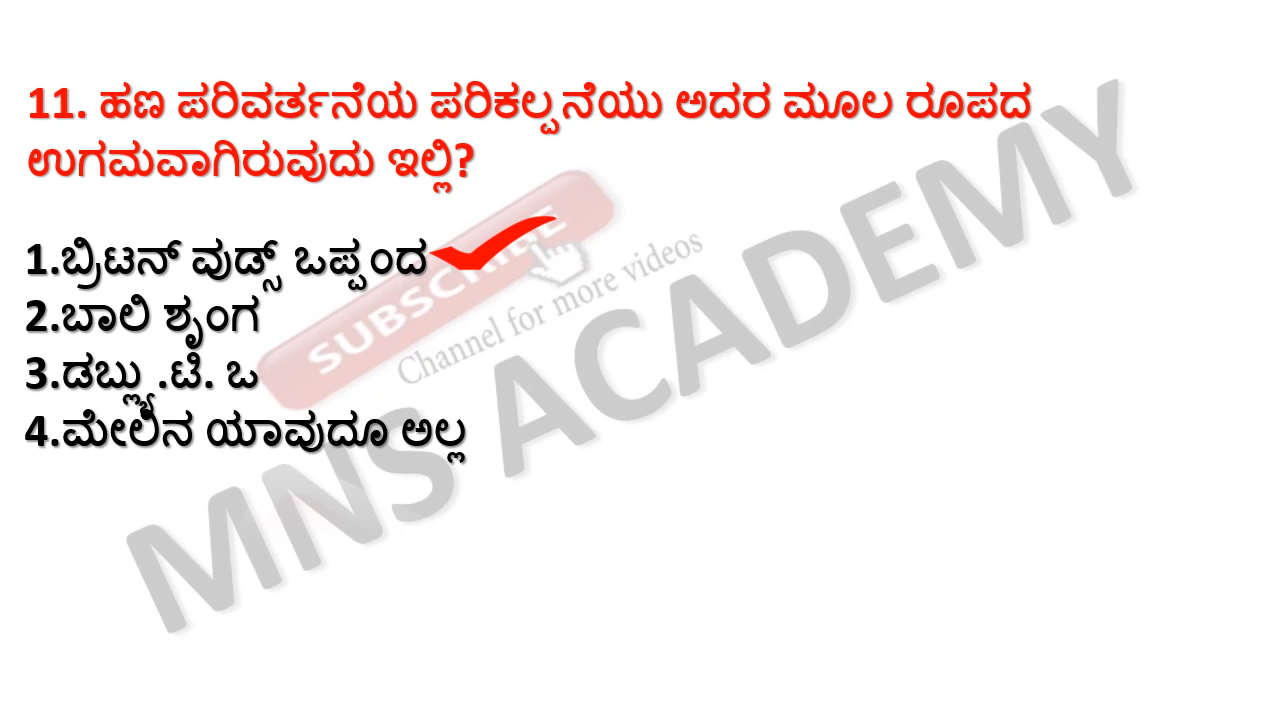 11. ಹಣ ಪರಿವರ್ತನೆಯ ಪರಿಕಲ್ಪನೆಯು ಅದರ ಮೂಲ ರೂಪದ
ಉಗಮವಾಗಿರುವುದು ಇಲ್ಲಿ?
1.ಬ್ರಿಟನ್ ವುಡ್ಸ್ ಒಪ್ಪಂದ
2.ಬಾಲಿ ಶೃಂಗ
3.ಡಬ್ಲ್ಯು.ಟಿ. ಒ
4.ಮೇಲಿನ ಯಾವುದೂ ಅಲ್ಲ
SUBSCRIBE
Channel for more videos
MNS ACADEMY